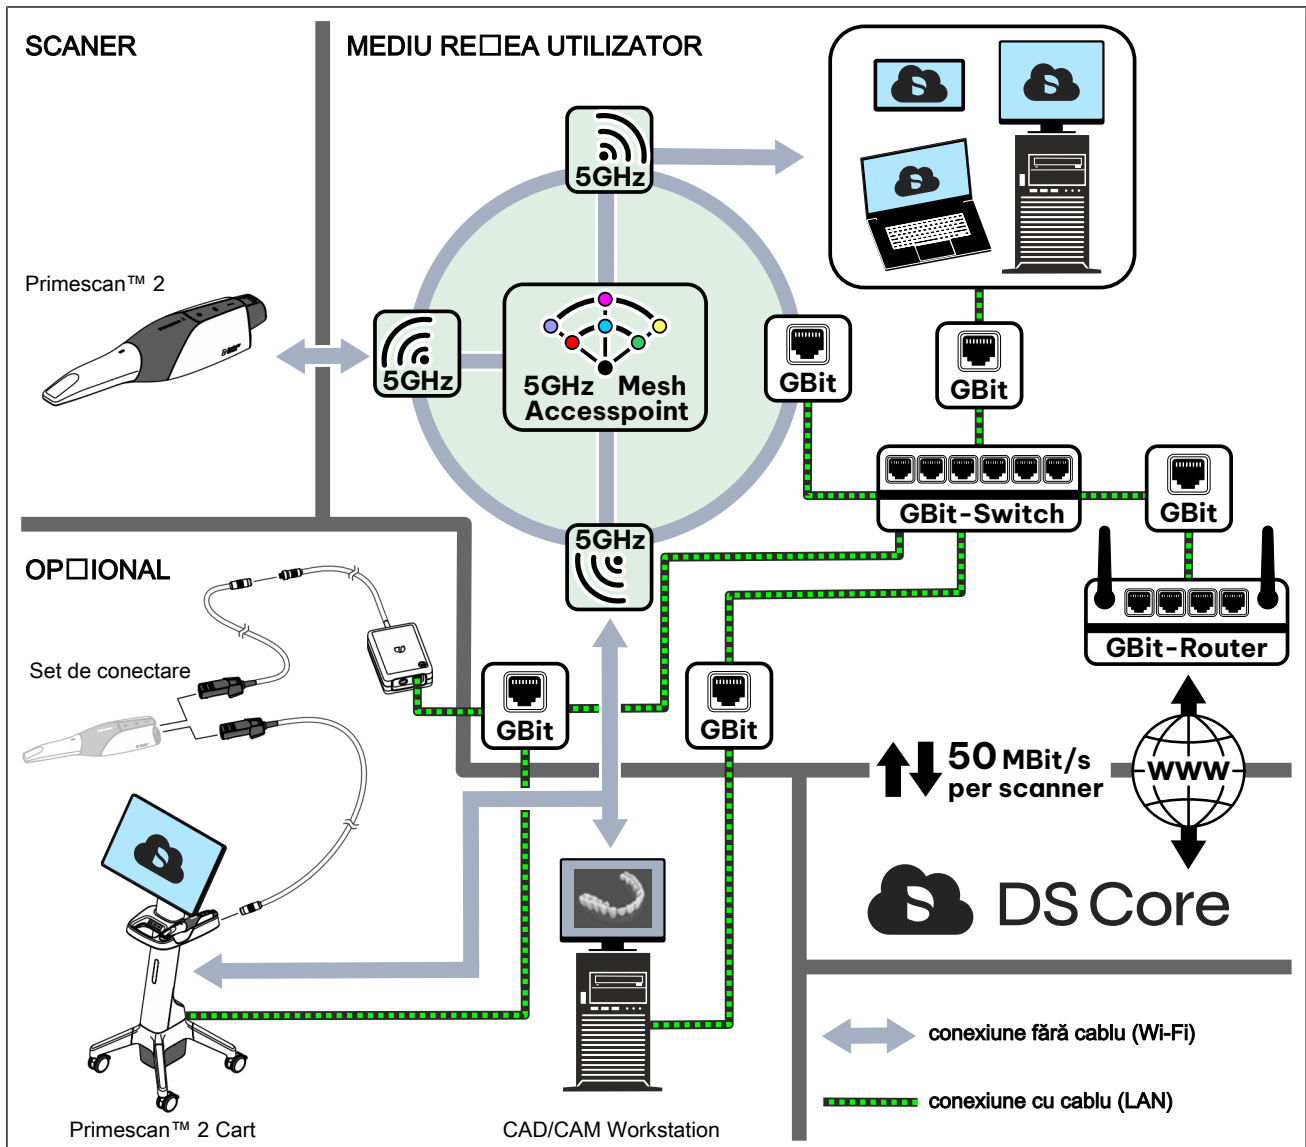 SCANER
MEDIU RE□EA UTILIZATOR
5GHz
Primescan™ 2
5GHz
5GHz Mesh
Accesspoint
GBit
GBit
GBit-Switch
GBit
5GHz
OP□IONAL
GBit-Router
Set de conectare
GBit
GBit
50 MBit/s
per scanner
WWW
DS Core
conexiune fără cablu (Wi-Fi)
conexiune cu cablu (LAN)
Primescan™ 2 Cart
CAD/CAM Workstation